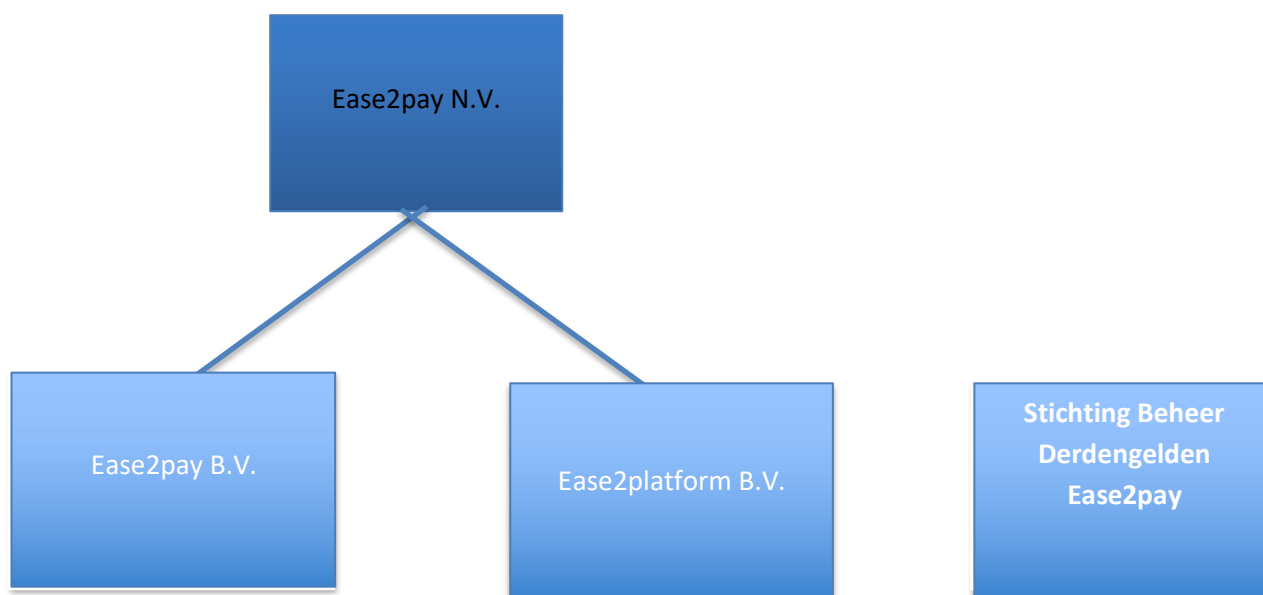 Ease2pay N.V.
Ease2pay B.V.
Ease2platform B.V.
Stichting Beheer
Derdengelden
Ease2pay